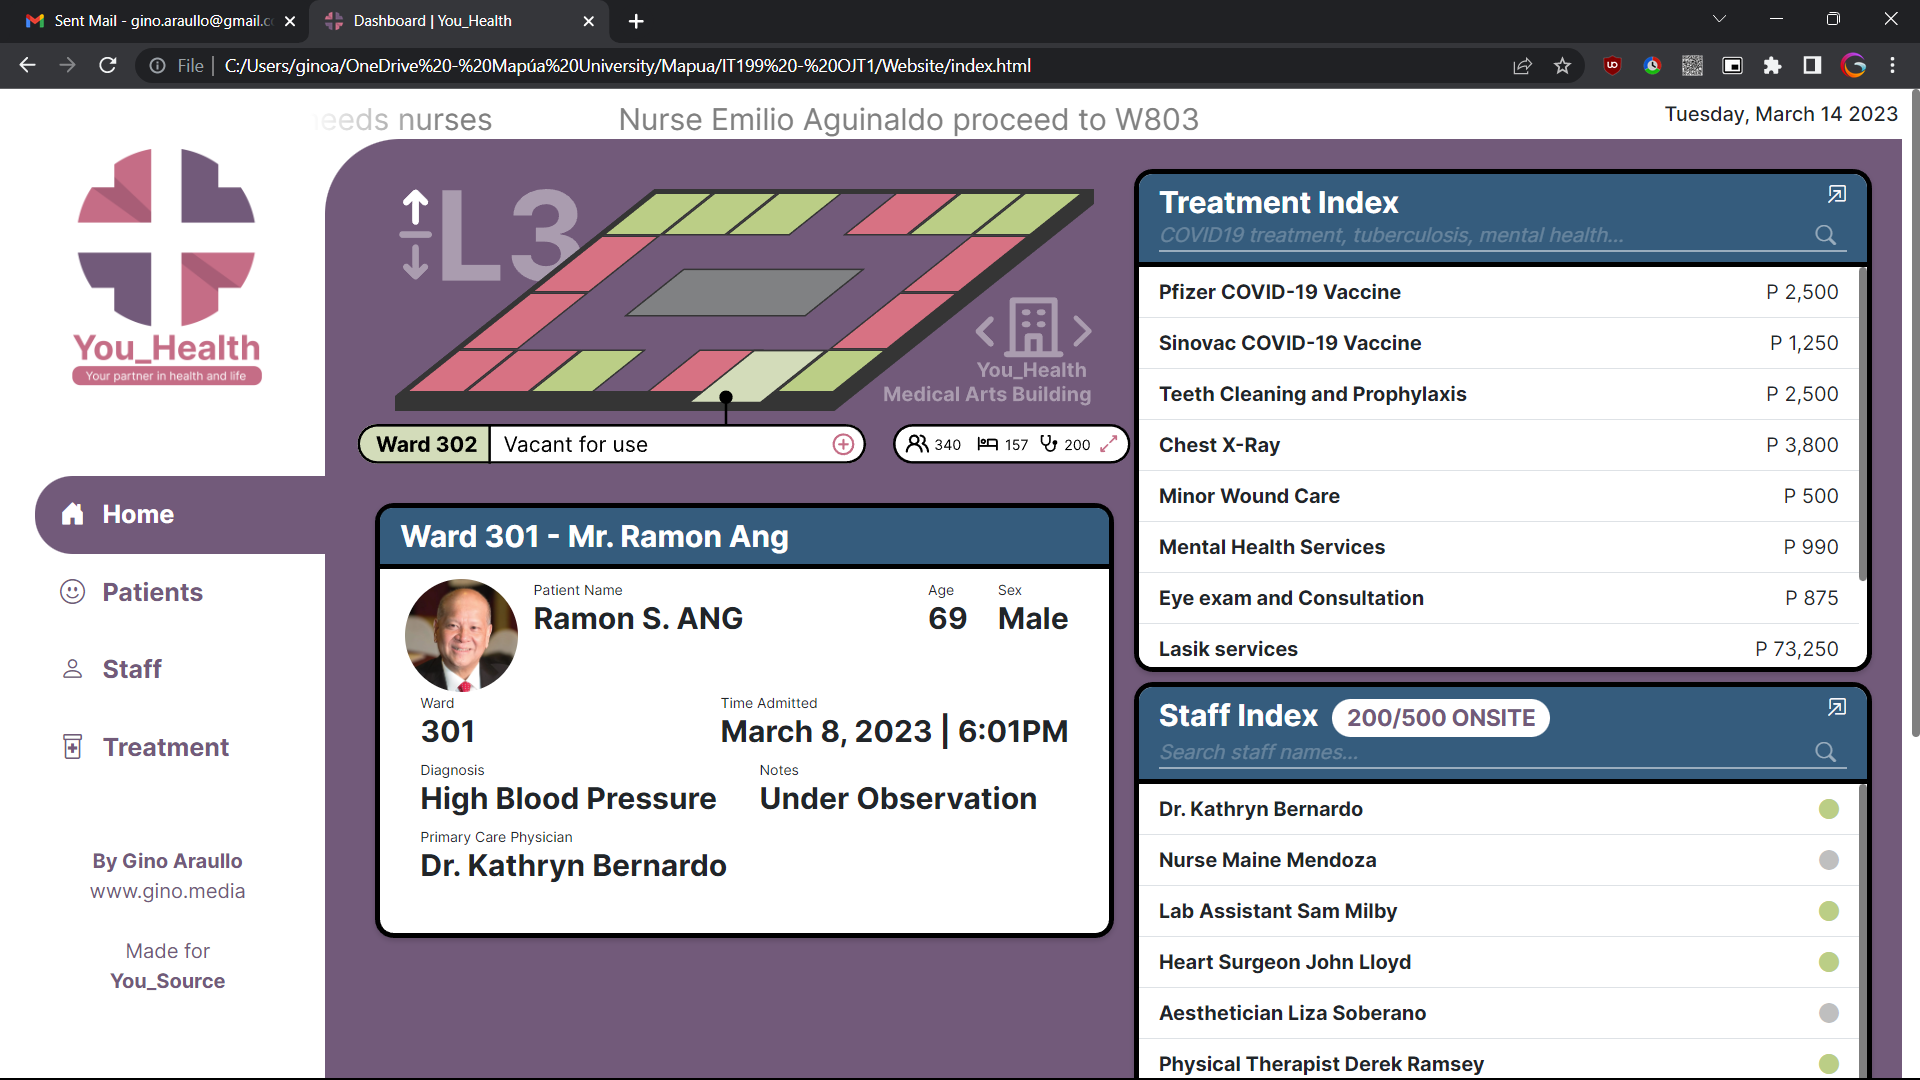 Sent Mail - gino.araullo@gmail.c
Dashboard | You_Health
File
C:/Users/ginoa/OneDrive%20-%20Mapúa%20University/Mapua/IT199%20-%20OJT1/Website/index.html
needs nurses
Nurse Emilio Aguinaldo proceed to W803
Tuesday, March 14 2023
You_Health
Your partner in health and life
Home
Patients
Staff
Treatment
By Gino Araullo
www.gino.media
Made for
You_Source
L3
You_Health
Medical Arts Building
Ward 302
Vacant for use
340
157
200
Ward 301 - Mr. Ramon Ang
Patient Name
Ramon S. ANG
Age
69
Sex
Male
Ward
301
Time Admitted
March 8, 2023 | 6:01PM
Diagnosis
High Blood Pressure
Notes
Under Observation
Primary Care Physician
Dr. Kathryn Bernardo
Treatment Index
COVID19 treatment, tuberculosis, mental health...
Pfizer COVID-19 Vaccine P 2,500
Sinovac COVID-19 Vaccine P 1,250
Teeth Cleaning and Prophylaxis P 2,500
Chest X-Ray P 3,800
Minor Wound Care P 500
Mental Health Services P 990
Eye exam and Consultation P 875
Lasik services P 73,250
Staff Index
200/500 ONSITE
Search staff names...
Dr. Kathryn Bernardo
Nurse Maine Mendoza
Lab Assistant Sam Milby
Heart Surgeon John Lloyd
Aesthetician Liza Soberano
Physical Therapist Derek Ramsey